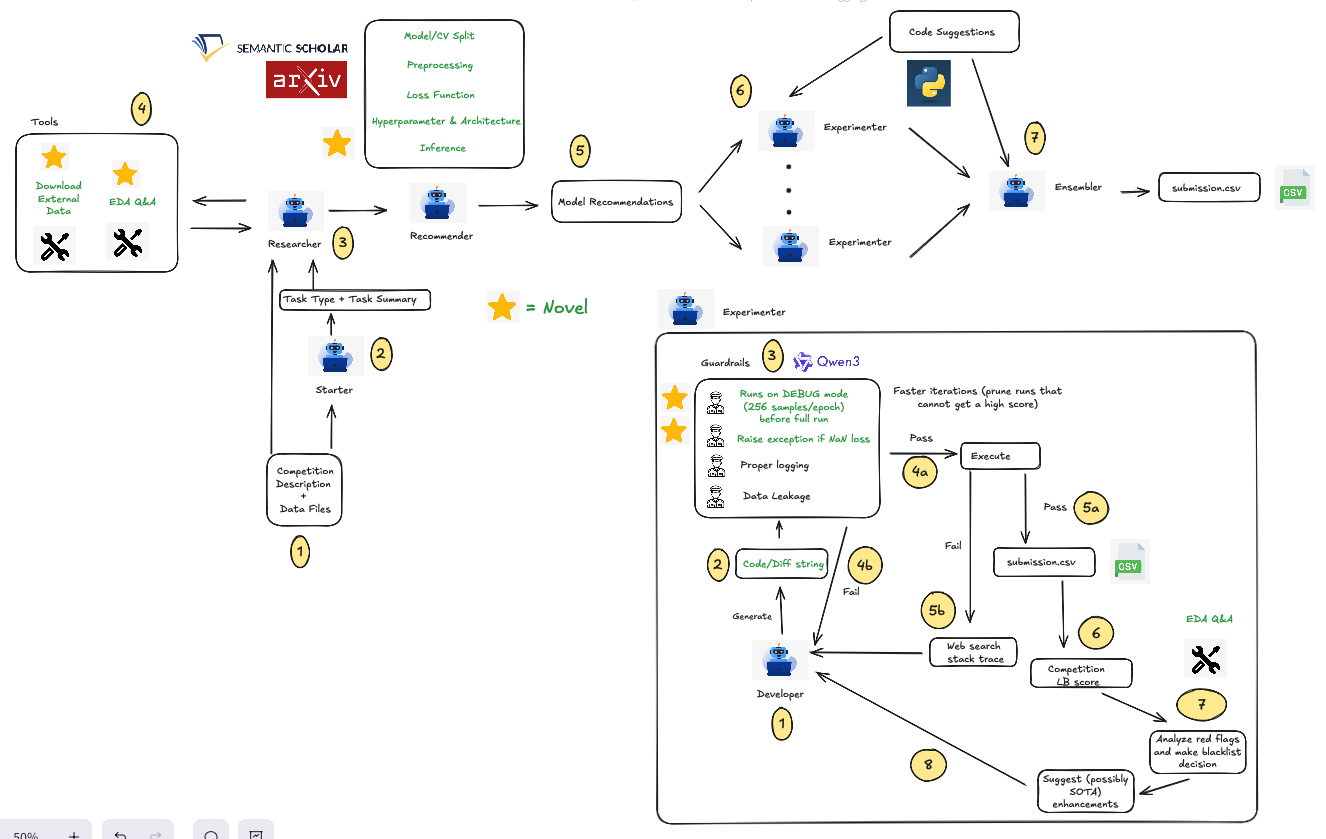 Code Suggestions
SEMANTIC SCHOLAR
arXiv
Model/CV Split
Preprocessing
Loss Function
Hyperparameter & Architecture
Inference
4
Tools
Download
External
Data
EDA Q&A
Researcher
3
Recommender
5
Model Recommendations
6
Experimenter
Experimenter
7
Ensembler
submission.csv
CSV
Task Type + Task Summary
2
Starter
Competition
Description
+
Data Files
1
= Novel
Experimenter
Guardrails
3
Qwen3
Runs on DEBUG mode
(256 samples/epoch)
before full run
Raise exception if NaN loss
Proper logging
Data Leakage
Faster iterations (prune runs that
cannot get a high score)
Pass
4a
Execute
Pass
5a
Fail
submission.csv
CSV
2
Code/Diff string
4b
Fail
Generate
5b
Web search
stack trace
6
Competition
LB score
EDA Q&A
7
Developer
1
Analyze red flags
and make blacklist
decision
8
Suggest (possibly
SOTA)
enhancements
50%